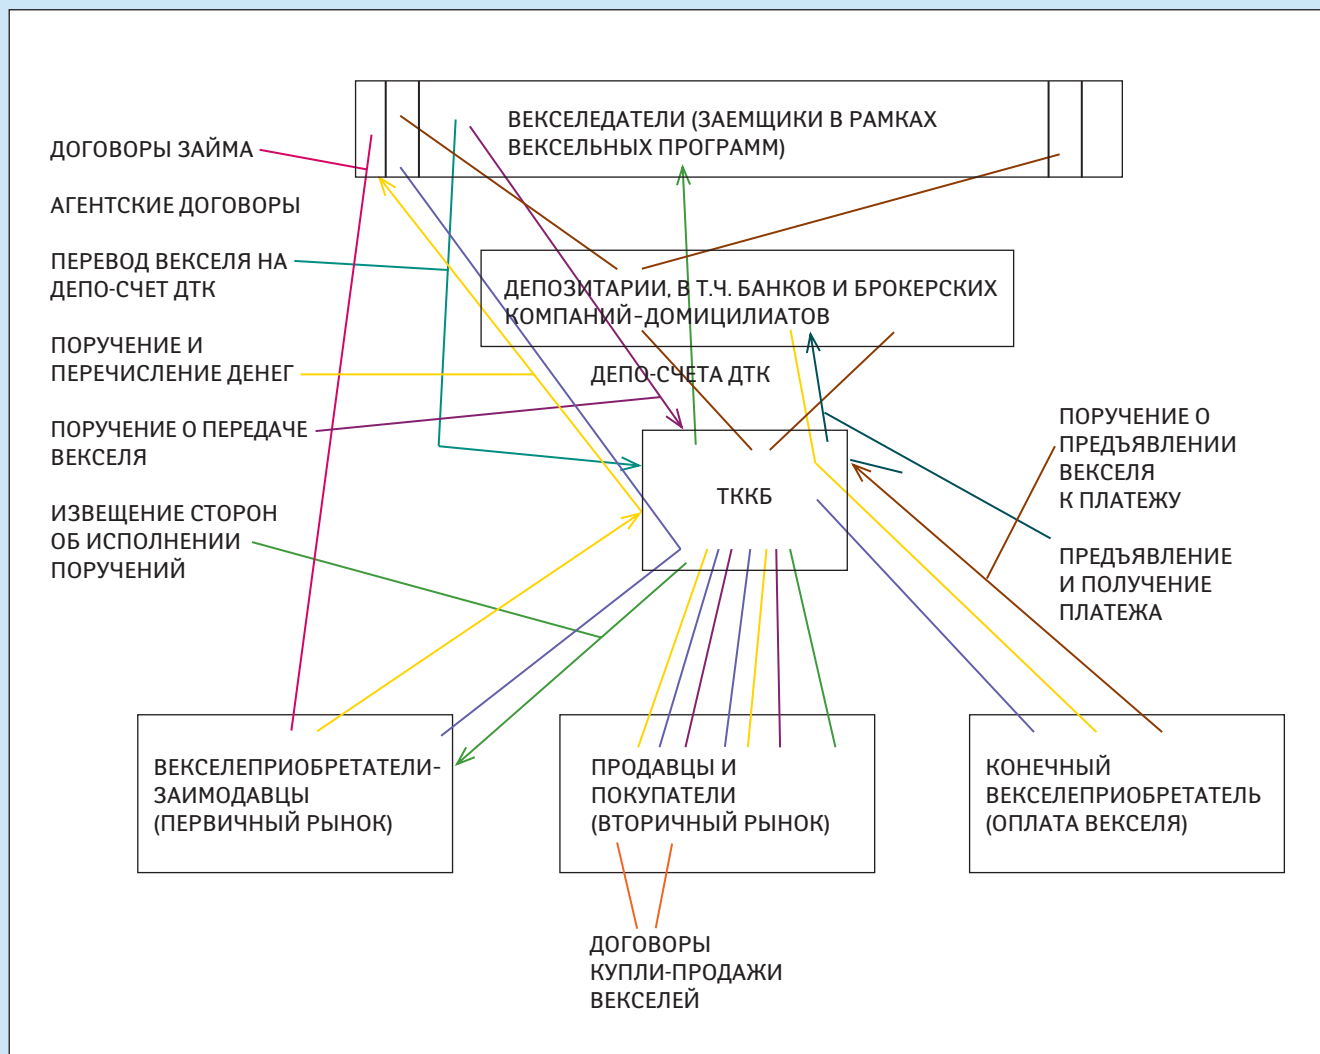 ВЕКСЕЛЕДАТЕЛИ (ЗАЕМЩИКИ В РАМКАХ
ВЕКСЕЛЬНЫХ ПРОГРАММ)
ДОГОВОРЫ ЗАЙМА
АГЕНТСКИЕ ДОГОВОРЫ
ПЕРЕВОД ВЕКСЕЛЯ НА
ДЕПО-СЧЕТ ДТК
ПОРУЧЕНИЕ И
ПЕРЕЧИСЛЕНИЕ ДЕНЕГ
ПОРУЧЕНИЕ О ПЕРЕДАЧЕ
ВЕКСЕЛЯ
ИЗВЕЩЕНИЕ СТОРОН
ОБ ИСПОЛНЕНИИ
ПОРУЧЕНИЙ
ДЕПОЗИТАРИИ, В Т.Ч. БАНКОВ И БРОКЕРСКИХ
КОМПАНИЙ-ДОМИЦИЛИАТОВ
ДЕПО-СЧЕТА ДТК
ТККБ
ПОРУЧЕНИЕ О
ПРЕДЪЯВЛЕНИИ
ВЕКСЕЛЯ
К ПЛАТЕЖУ
ПРЕДЪЯВЛЕНИЕ
И ПОЛУЧЕНИЕ
ПЛАТЕЖА
ВЕКСЕЛЕПРИОБРЕТАТЕЛИ-
ЗАИМОДАВЦЫ
(ПЕРВИЧНЫЙ РЫНОК)
ПРОДАВЦЫ И
ПОКУПАТЕЛИ
(ВТОРИЧНЫЙ РЫНОК)
КОНЕЧНЫЙ
ВЕКСЕЛЕПРИОБРЕТАТЕЛЬ
(ОПЛАТА ВЕКСЕЛЯ)
ДОГОВОРЫ
КУПЛИ-ПРОДАЖИ
ВЕКСЕЛЕЙ